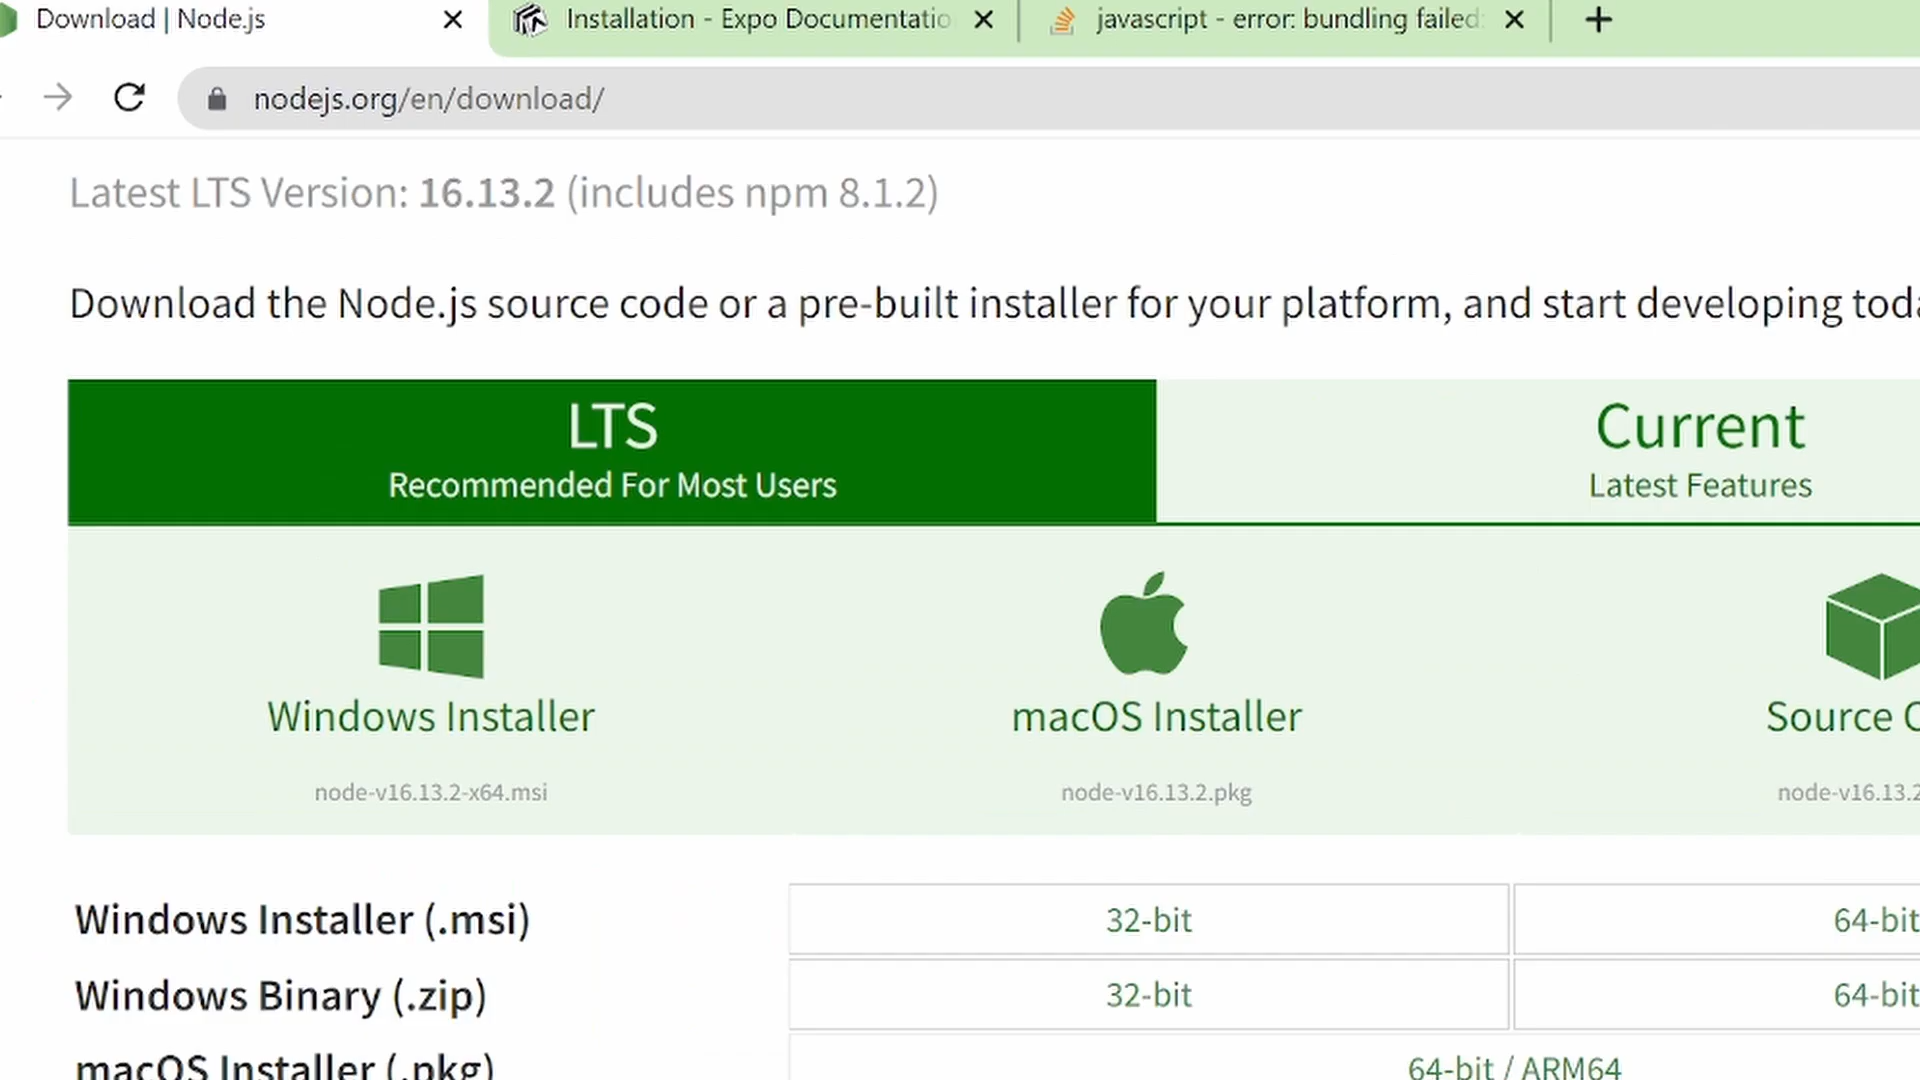 Download | Node.js
Installation - Expo Documentatio
javascript - error: bundling failed:
nodejs.org/en/download/
Latest LTS Version: 16.13.2 (includes npm 8.1.2)
Download the Node.js source code or a pre-built installer for your platform, and start developing toda
LTS
Recommended For Most Users
Current
Latest Features
Windows Installer
node-v16.13.2-x64.msi
macOS Installer
node-v16.13.2.pkg
Source C
node-v16.13.2
Windows Installer (.msi)
32-bit
64-bit
Windows Binary (.zip)
32-bit
64-bit
macOS Installer (.pkg)
64-bit / ARM64